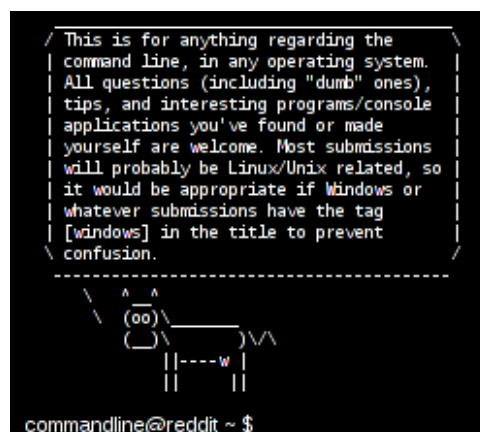 This is for anything regarding the
command line, in any operating system.
All questions (including "dumb" ones),
tips, and interesting programs/console
applications you've found or made
yourself are welcome. Most submissions
will probably be Linux/Unix related, so
it would be appropriate if Windows or
whatever submissions have the tag
[windows] in the title to prevent
confusion.
commandline@reddit ~ $